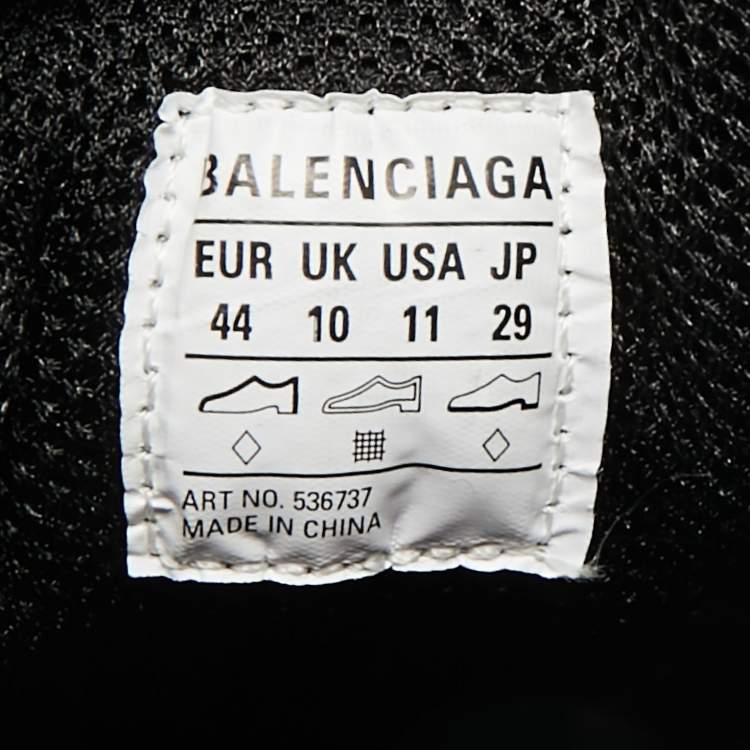 BALENCIAGA
EUR UK USA JP
44 10 11 29
ART NO. 536737
MADE IN CHINA